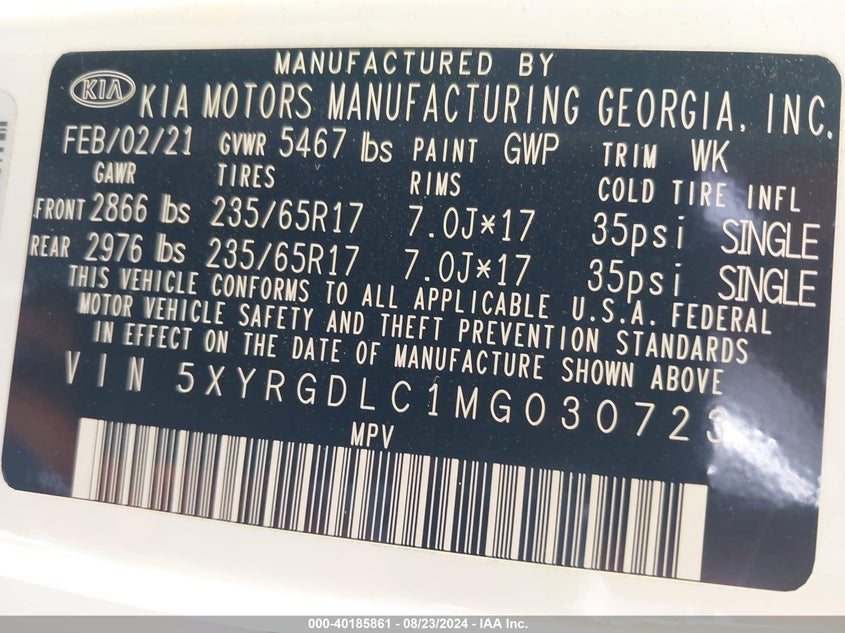 MANUFACTURED BY
KIA KIA MOTORS MANUFACTURING GEORGIA, INC.
FEB/02/21 GVWR 5467 lbs PAINT GWP TRIM WK
GAWR TIRES RIMS COLD TIRE INFL
FRONT 2866 lbs 235/65R17 7.0J*17 35psi SINGLE
REAR 2976 lbs 235/65R17 7.0J*17 35psi SINGLE
THIS VEHICLE CONFORMS TO ALL APPLICABLE U.S.A. FEDERAL
MOTOR VEHICLE SAFETY AND THEFT PREVENTION STANDARDS
IN EFFECT ON THE DATE OF MANUFACTURE SHOWN ABOVE
VIN 5XYRGDLC1MG030723
MPV
000-40185861 - 08/23/2024 - IAA Inc.